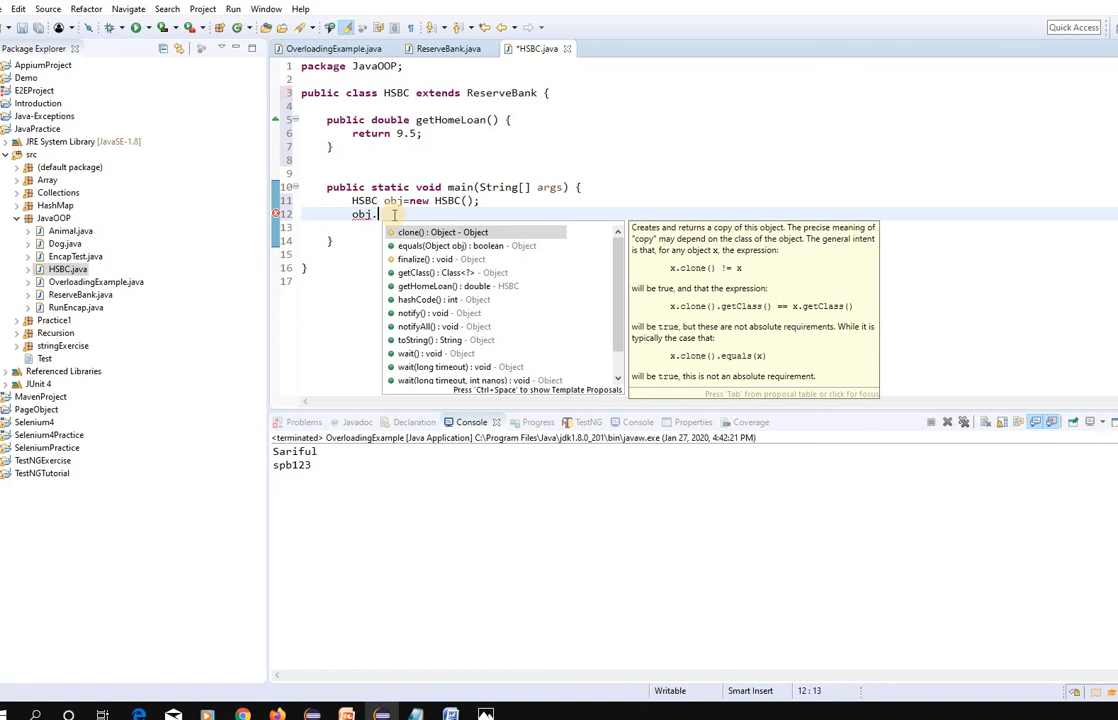 File Edit Source Refactor Navigate Search Project Run Window Help
Quick Access
Package Explorer
OverloadingExample.java
ReserveBank.java
*HSBC.java
AppiumProject
Demo
E2EProject
Introduction
Java-Exceptions
JavaPractice
JRE System Library [JavaSE-1.8]
src
(default package)
Array
Collections
HashMap
JavaOOP
Animal.java
Dog.java
EncapTest.java
HSBC.java
OverloadingExample.java
ReserveBank.java
RunEncap.java
Practice1
Recursion
stringExercise
Test
Referenced Libraries
JUnit 4
MavenProject
PageObject
Selenium4
Selenium4Practice
SeleniumPractice
TestNGExercise
TestNGTutorial
1 package JavaOOP;
2
3 public class HSBC extends ReserveBank {
4
5 public double getHomeLoan() {
6 return 9.5;
7 }
8
9
10 public static void main(String[] args) {
11 HSBC obj=new HSBC();
12 obj.
13
14 }
15
16 }
17
clone() : Object - Object
equals(Object obj) : boolean - Object
finalize() : void - Object
getClass() : Class<?> - Object
getHomeLoan() : double - HSBC
hashCode() : int - Object
notify() : void - Object
notifyAll() : void - Object
toString() : String - Object
wait() : void - Object
wait(long timeout) : void - Object
wait(long timeout, int nanos) : void - Object
Press 'Ctrl+Space' to show Template Proposals
Creates and returns a copy of this object. The precise meaning of
"copy" may depend on the class of the object. The general intent
is that, for any object x, the expression:
x.clone() != x
will be true, and that the expression:
x.clone().getClass() == x.getClass()
will be true, but these are not absolute requirements. While it is
typically the case that:
x.clone().equals(x)
will be true, this is not an absolute requirement.
Press 'Tab' from proposal table or click for focus
Problems Javadoc Declaration Console Progress TestNG Console Properties Coverage
<terminated> OverloadingExample [Java Application] C:\Program Files\Java\jdk1.8.0_201\bin\javaw.exe (Jan 27, 2020, 4:42:21 PM)
Sariful
spb123
Writable Smart Insert 12 : 13